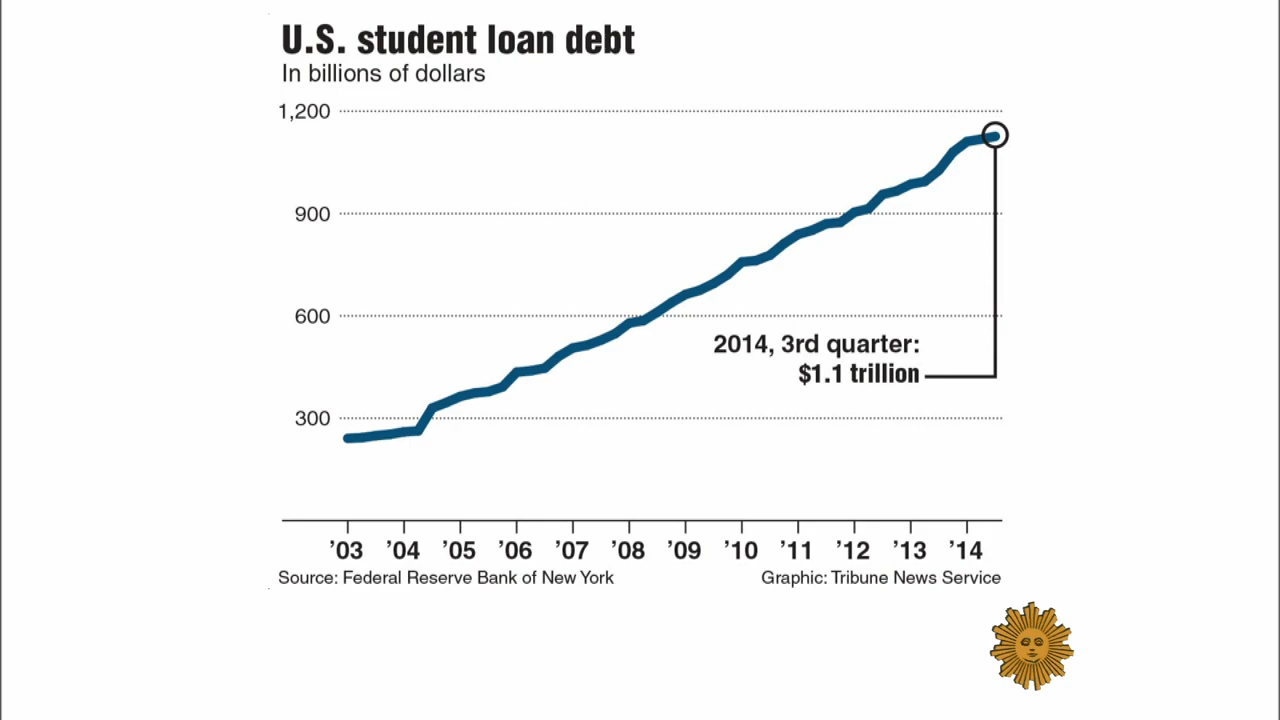 U.S. student loan debt
In billions of dollars
1,200
900
600
300
2014, 3rd quarter:
$1.1 trillion
’03 ’04 ’05 ’06 ’07 ’08 ’09 ’10 ’11 ’12 ’13 ’14
Source: Federal Reserve Bank of New York
Graphic: Tribune News Service